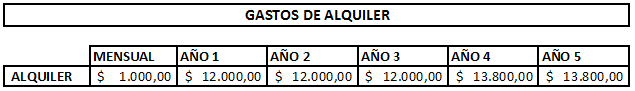 GASTOS DE ALQUILER
MENSUAL AÑO 1 AÑO 2 AÑO 3 AÑO 4 AÑO 5
ALQUILER $ 1.000,00 $ 12.000,00 $ 12.000,00 $ 12.000,00 $ 13.800,00 $ 13.800,00